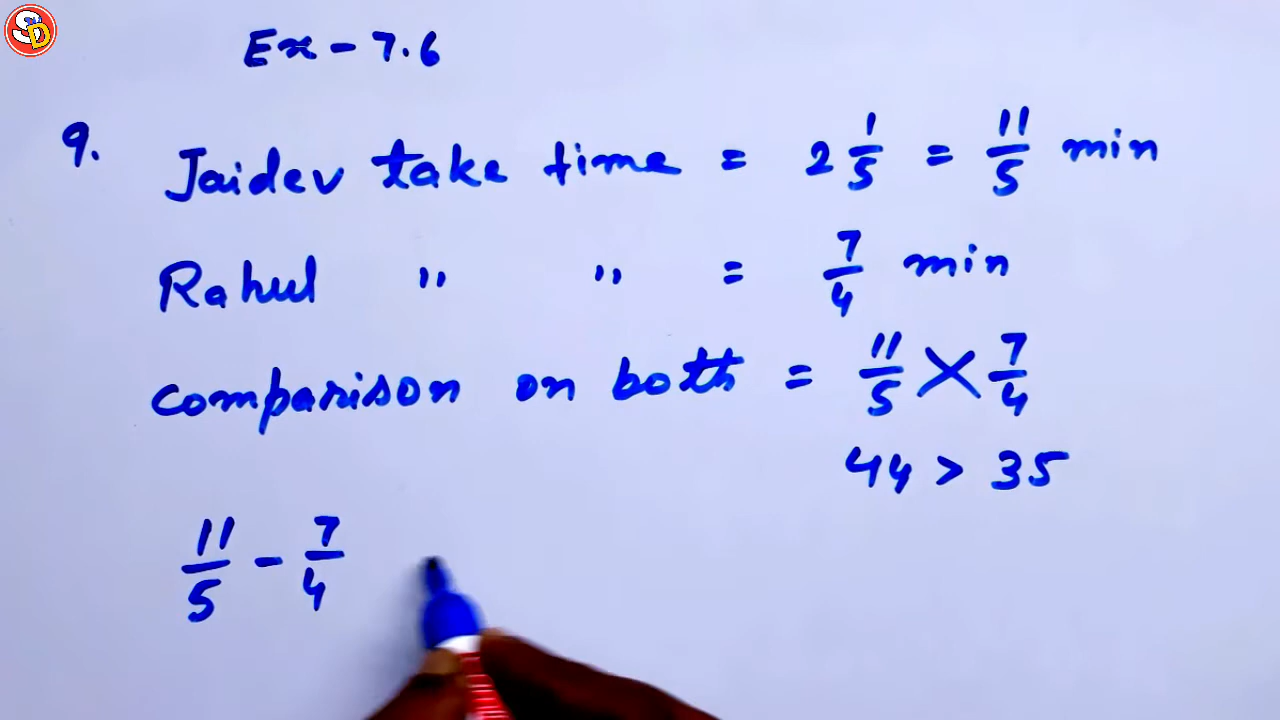 SD
Ex - 7.6
9. Jaidev take time = 2 1/5 = 11/5 min
Rahul " " = 7/4 min
comparison on both = 11/5 × 7/4
44 > 35
11/5 - 7/4